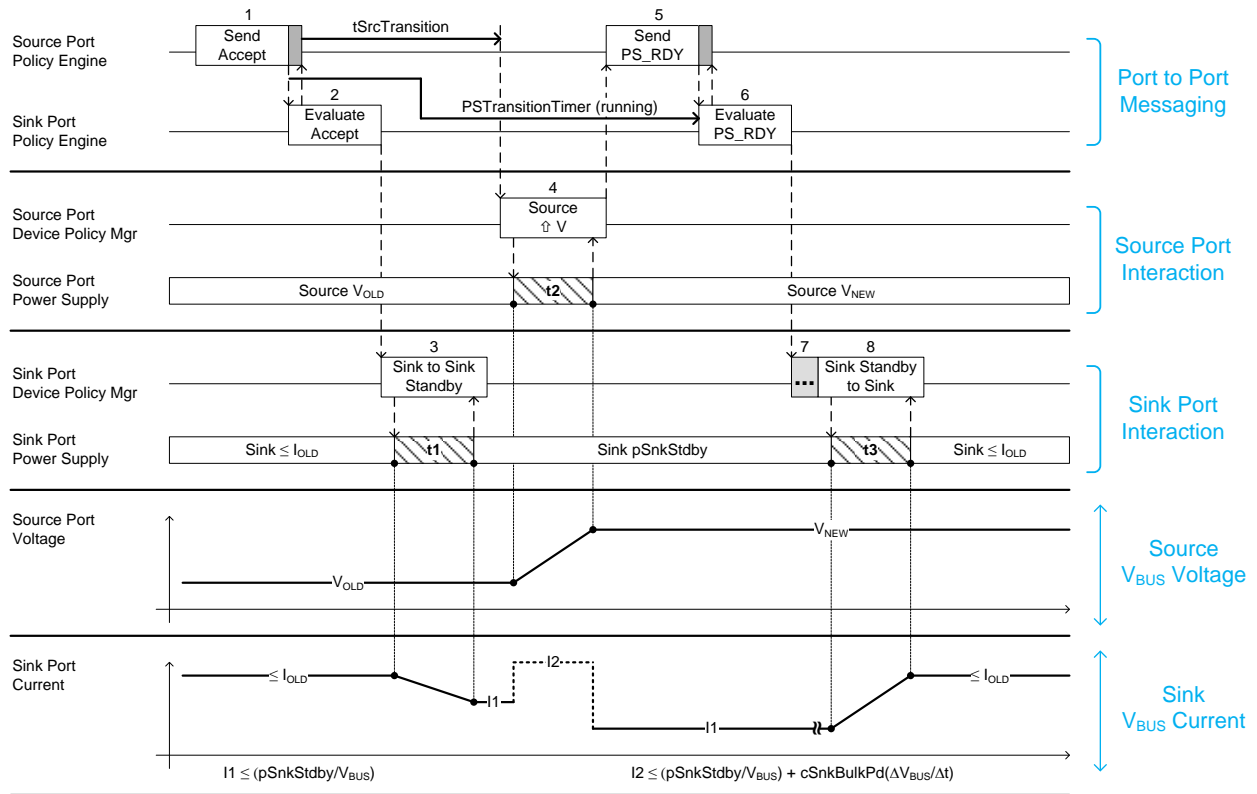 1
5
Source Port
Policy Engine
Send
Accept
tSrcTransition
Send
PS_RDY
2
PSTransitionTimer (running)
6
Sink Port
Policy Engine
Evaluate
Accept
Evaluate
PS_RDY
Port to Port
Messaging
4
Source Port
Device Policy Mgr
Source
⇧ V
Source Port
Power Supply
Source VOLD
t2
Source VNEW
Source Port
Interaction
3
7
8
Sink Port
Device Policy Mgr
Sink to Sink
Standby
...
Sink Standby
to Sink
Sink Port
Power Supply
Sink ≤ IOLD
t1
Sink pSnkStdby
t3
Sink ≤ IOLD
Sink Port
Interaction
Source Port
Voltage
VOLD
VNEW
Source
VBUS Voltage
Sink Port
Current
≤ IOLD
I1
I2
I1
≤ IOLD
Sink
VBUS Current
I1 ≤ (pSnkStdby/VBUS)
I2 ≤ (pSnkStdby/VBUS) + cSnkBulkPd(ΔVBUS/Δt)